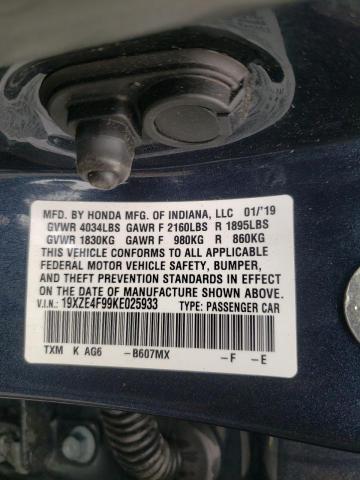 MFD. BY HONDA MFG. OF INDIANA, LLC 01/'19
GVWR 4034LBS GAWR F 2160LBS R 1895LBS
GVWR 1830KG GAWR F 980KG R 860KG
THIS VEHICLE CONFORMS TO ALL APPLICABLE
FEDERAL MOTOR VEHICLE SAFETY, BUMPER,
AND THEFT PREVENTION STANDARDS IN EFFECT
ON THE DATE OF MANUFACTURE SHOWN ABOVE.
V.I.N.: 19XZE4F99KE025933 TYPE: PASSENGER CAR
TXM K AG6 -B607MX -F -E